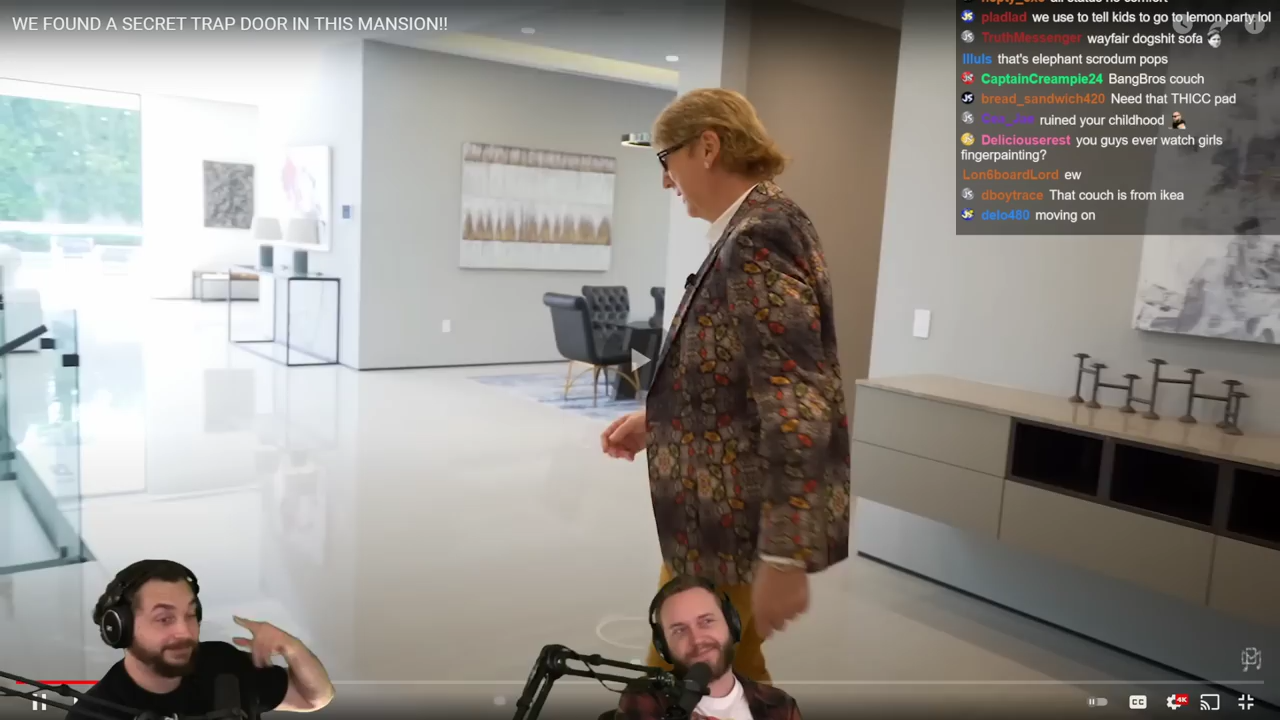 WE FOUND A SECRET TRAP DOOR IN THIS MANSION!!
pladlad we use to tell kids to go to lemon party lol
TruthMessenger wayfair dogshit sofa
Illuls that's elephant scrodum pops
CaptainCreampie24 BangBros couch
bread_sandwich420 Need that THICC pad
ruined your childhood
Deliciouserest you guys ever watch girls
fingerpainting?
Lon6boardLord ew
dboytrace That couch is from ikea
delo480 moving on
CC
4K